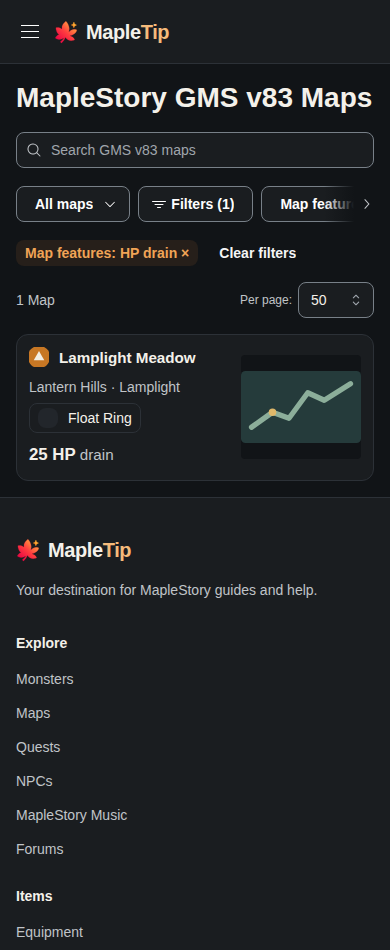 MapleTip
MapleStory GMS v83 Maps
Search GMS v83 maps
All maps
Filters (1)
Map featur
Map features: HP drain ×
Clear filters
1 Map
Per page: 50
Lamplight Meadow
Lantern Hills · Lamplight
Float Ring
25 HP drain
MapleTip
Your destination for MapleStory guides and help.
Explore
Monsters
Maps
Quests
NPCs
MapleStory Music
Forums
Items
Equipment